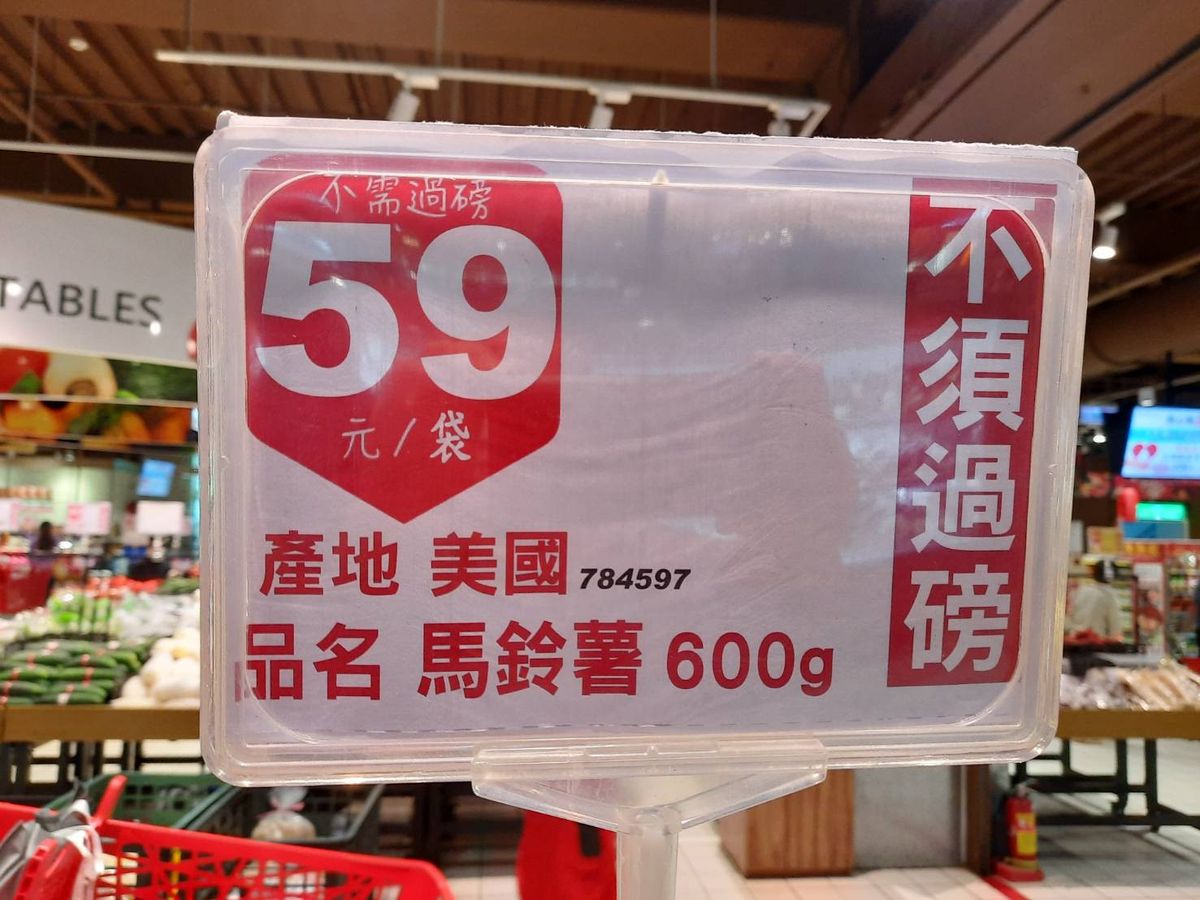 不需過磅
59
元/袋
產地 美國 784597
品名 馬鈴薯 600g
不須過磅
TABLES